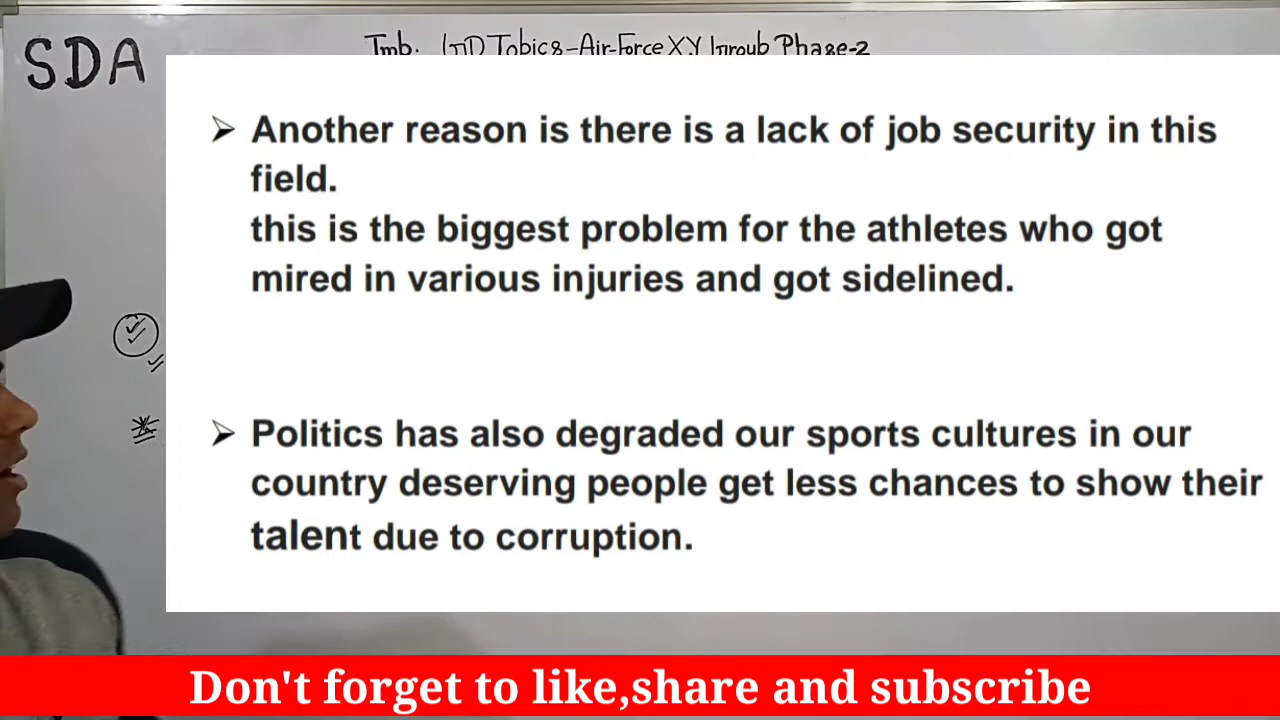 SDA
Imp. GD Topics-Air-Force X,Y Group Phase-2
➢ Another reason is there is a lack of job security in this
field.
this is the biggest problem for the athletes who got
mired in various injuries and got sidelined.
➢ Politics has also degraded our sports cultures in our
country deserving people get less chances to show their
talent due to corruption.
Don't forget to like,share and subscribe